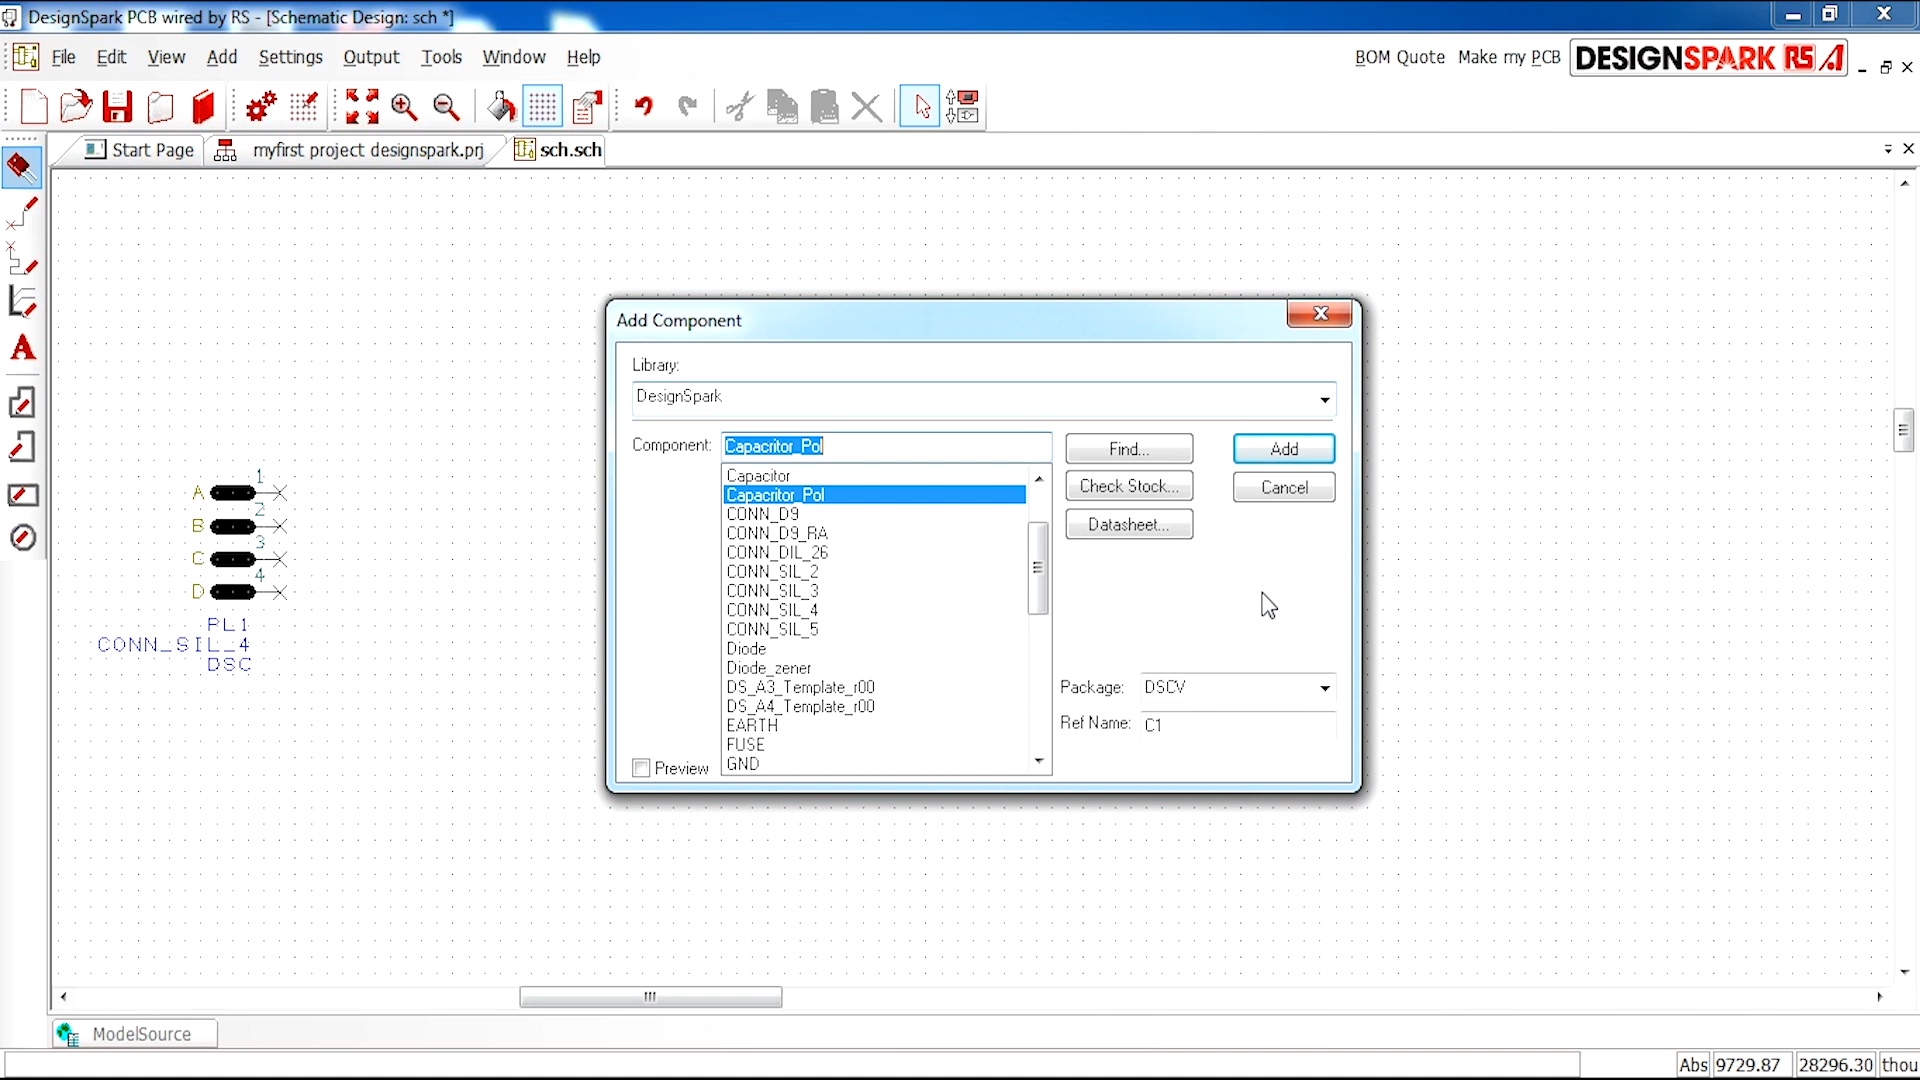 DesignSpark PCB wired by RS - [Schematic Design: sch *]
File Edit View Add Settings Output Tools Window Help
BOM Quote Make my PCB DESIGNSPARK RS
Start Page myfirst project designspark.prj sch.sch
Add Component
Library:
DesignSpark
Component: Capacritor_Pol Find... Add
Capacitor
Capacritor_Pol Check Stock... Cancel
CONN_D9
CONN_D9_RA Datasheet...
CONN_DIL_26
CONN_SIL_2
CONN_SIL_3
CONN_SIL_4
CONN_SIL_5
Diode
Diode_zener
DS_A3_Template_r00 Package: DSCV
DS_A4_Template_r00
EARTH Ref Name: C1
FUSE
GND
Preview
1
A
2
B
3
C
4
D
PL1
CONN_SIL_4
DSC
ModelSource
Abs 9729.87 28296.30 thou